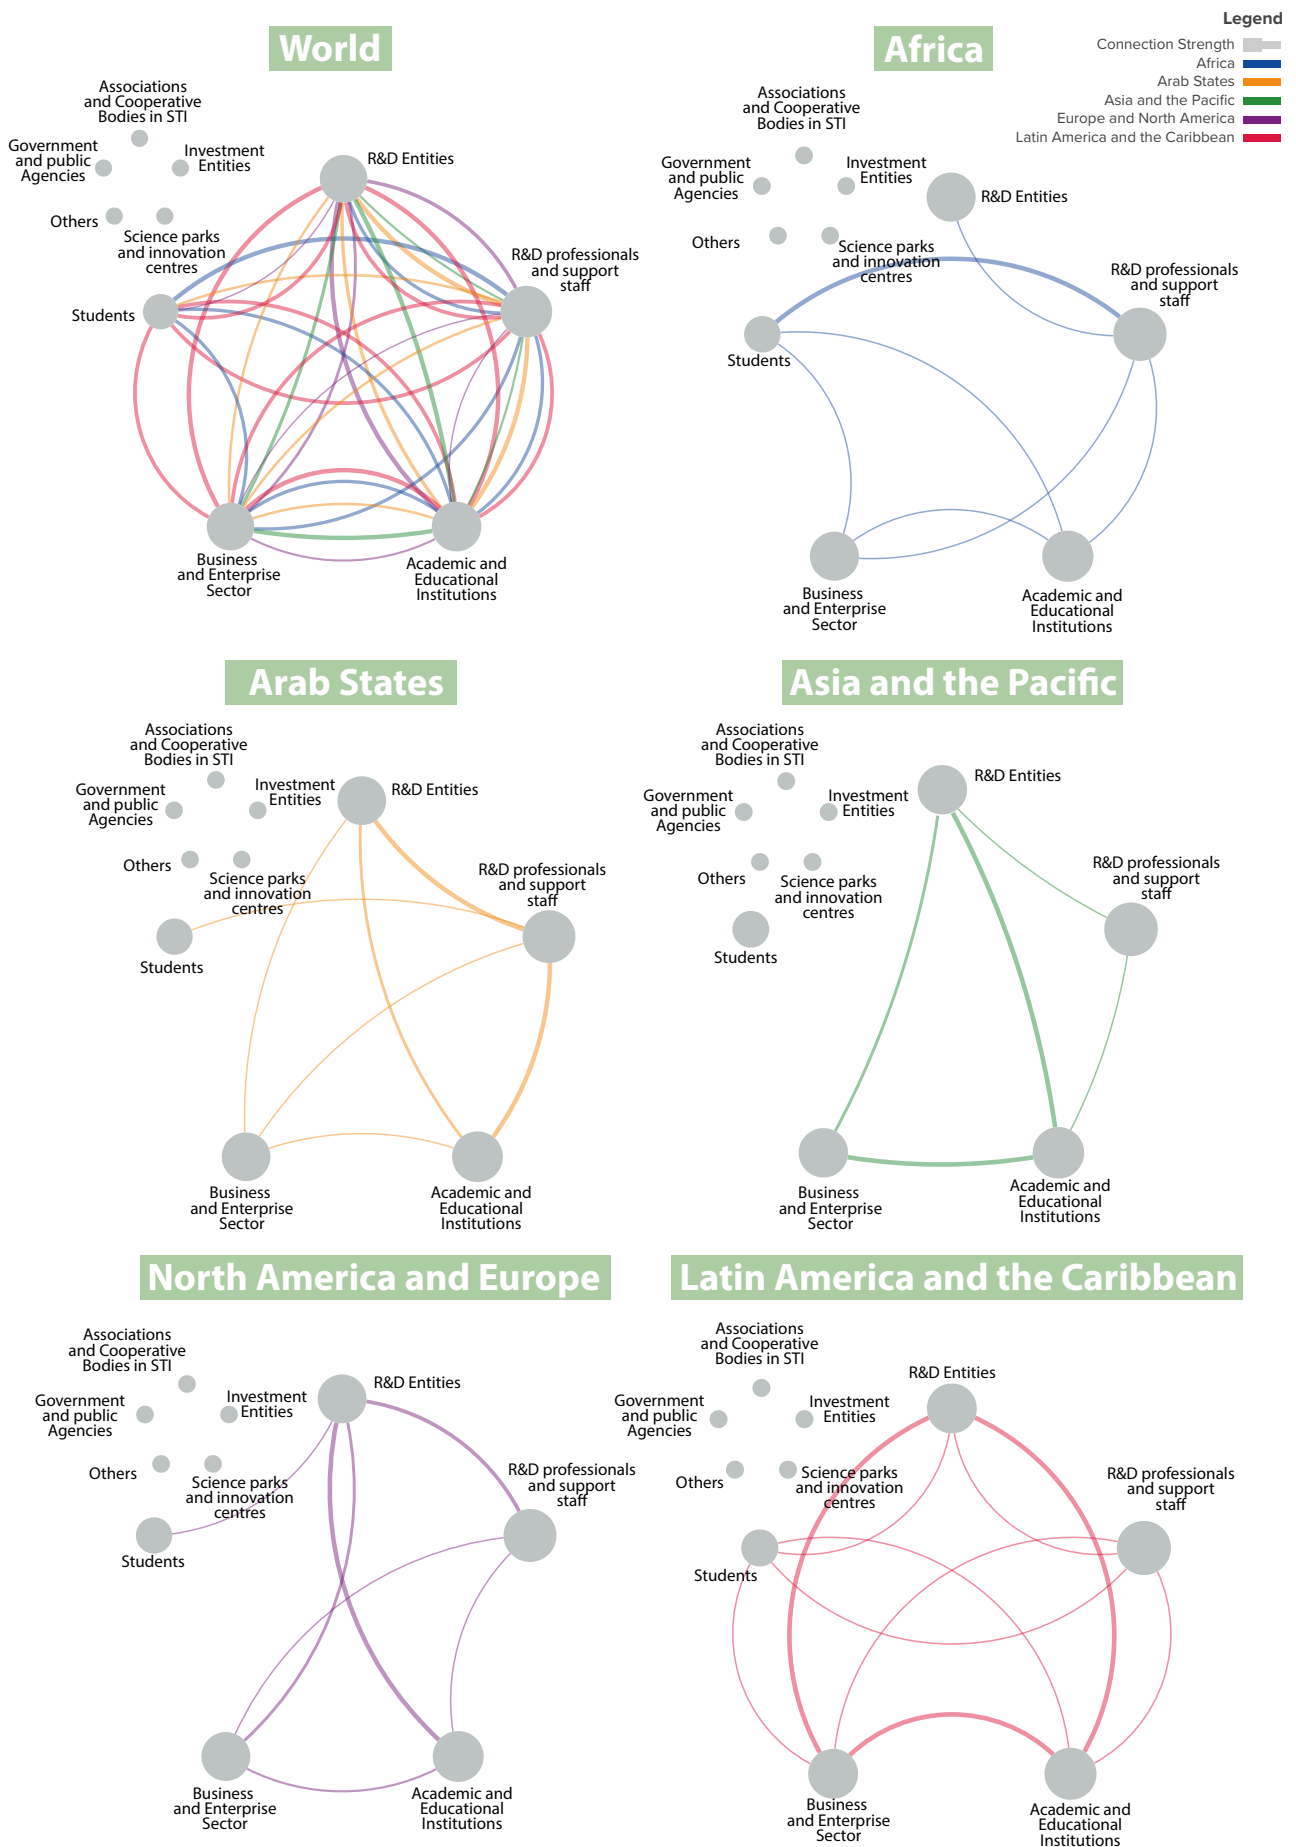 World
Associations
and Cooperative
Bodies in STI
Government
and public
Agencies
Investment
Entities
Others
Science parks
and innovation
centres
R&D Entities
R&D professionals
and support
staff
Students
Business
and Enterprise
Sector
Academic and
Educational
Institutions
Africa
Legend
Connection Strength
Africa
Arab States
Asia and the Pacific
Europe and North America
Latin America and the Caribbean
Associations
and Cooperative
Bodies in STI
Government
and public
Agencies
Investment
Entities
Others
Science parks
and innovation
centres
R&D Entities
R&D professionals
and support
staff
Students
Business
and Enterprise
Sector
Academic and
Educational
Institutions
Arab States
Associations
and Cooperative
Bodies in STI
Government
and public
Agencies
Investment
Entities
Others
Science parks
and innovation
centres
R&D Entities
R&D professionals
and support
staff
Students
Business
and Enterprise
Sector
Academic and
Educational
Institutions
Asia and the Pacific
Associations
and Cooperative
Bodies in STI
Government
and public
Agencies
Investment
Entities
Others
Science parks
and innovation
centres
R&D Entities
R&D professionals
and support
staff
Students
Business
and Enterprise
Sector
Academic and
Educational
Institutions
North America and Europe
Associations
and Cooperative
Bodies in STI
Government
and public
Agencies
Investment
Entities
Others
Science parks
and innovation
centres
R&D Entities
R&D professionals
and support
staff
Students
Business
and Enterprise
Sector
Academic and
Educational
Institutions
Latin America and the Caribbean
Associations
and Cooperative
Bodies in STI
Government
and public
Agencies
Investment
Entities
Others
Science parks
and innovation
centres
R&D Entities
R&D professionals
and support
staff
Students
Business
and Enterprise
Sector
Academic and
Educational
Institutions